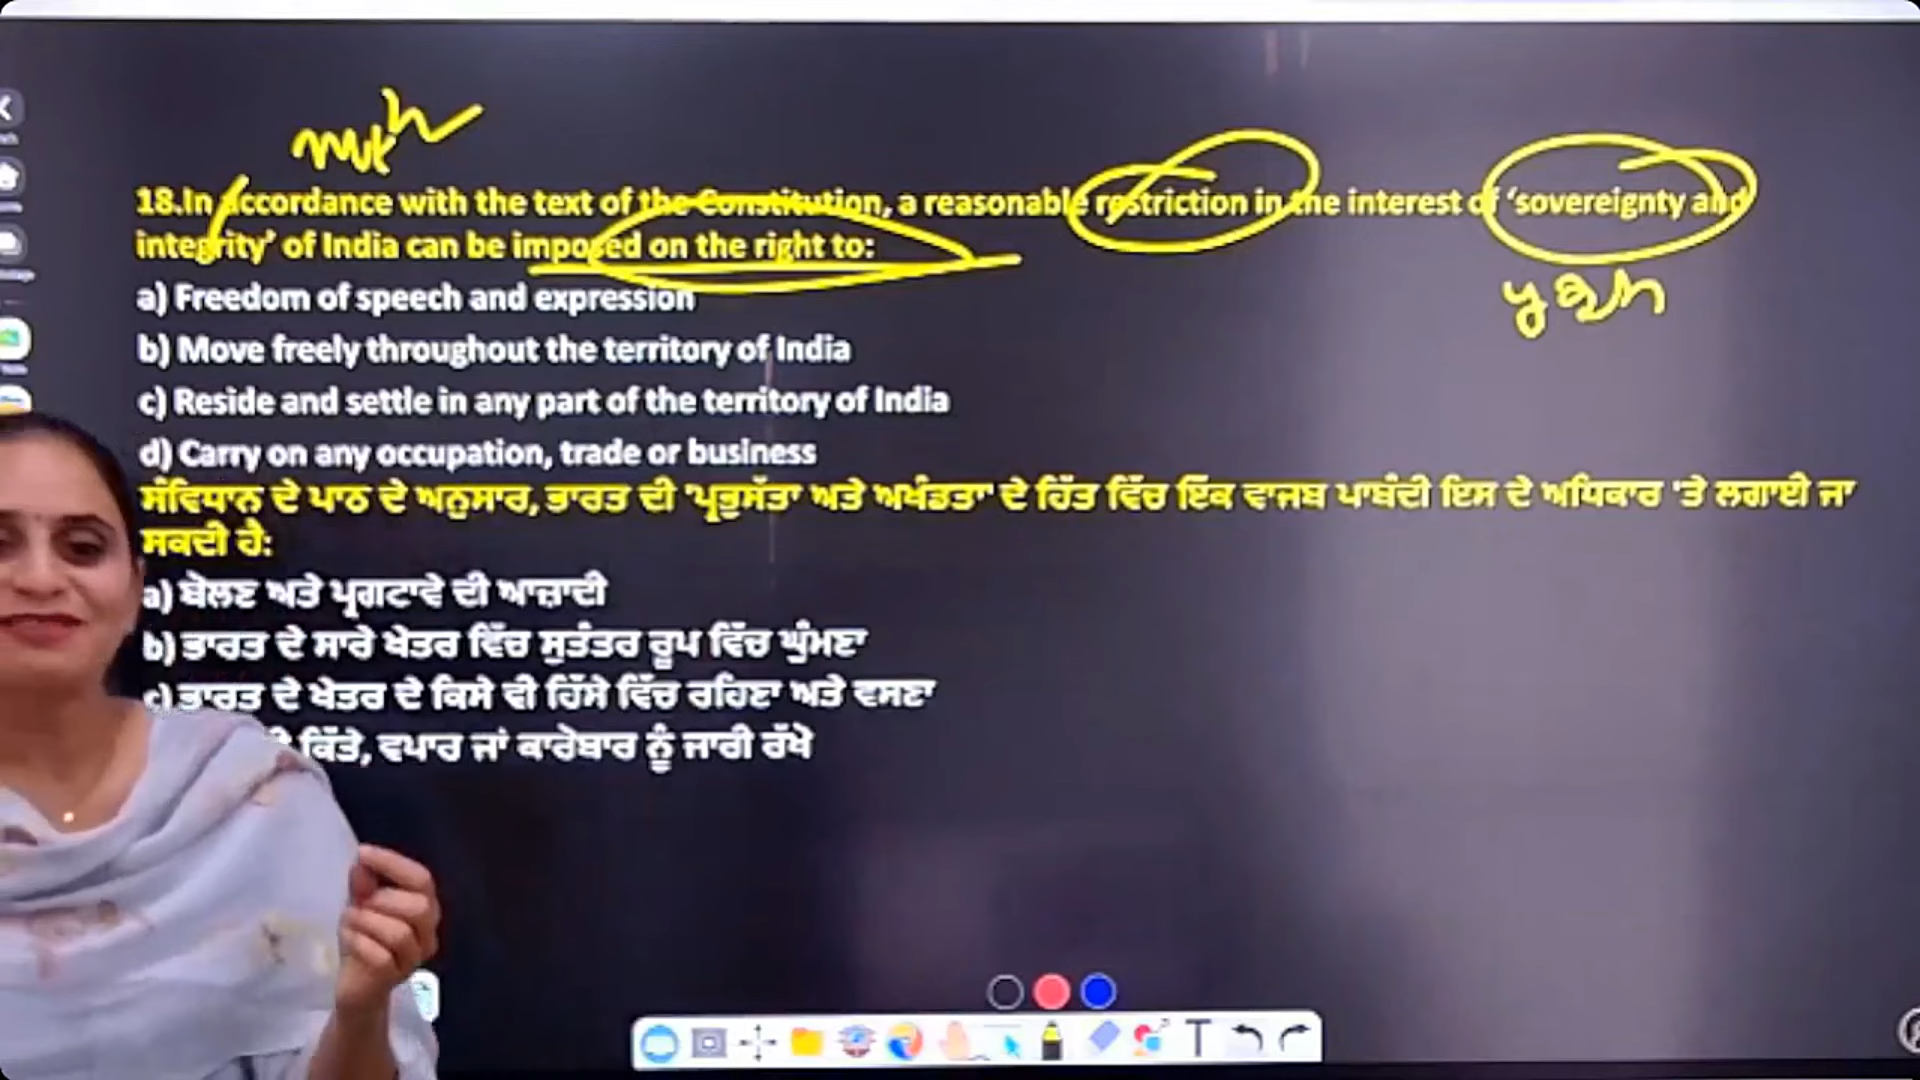 18.In accordance with the text of the Constitution, a reasonable restriction in the interest of ‘sovereignty and
integrity’ of India can be imposed on the right to:
a) Freedom of speech and expression
b) Move freely throughout the territory of India
c) Reside and settle in any part of the territory of India
d) Carry on any occupation, trade or business
ਸੰਵਿਧਾਨ ਦੇ ਪਾਠ ਦੇ ਅਨੁਸਾਰ, ਭਾਰਤ ਦੀ 'ਪ੍ਰਭੁਸੱਤਾ ਅਤੇ ਅਖੰਡਤਾ' ਦੇ ਹਿੱਤ ਵਿੱਚ ਇੱਕ ਵਾਜਬ ਪਾਬੰਦੀ ਇਸ ਦੇ ਅਧਿਕਾਰ 'ਤੇ ਲਗਾਈ ਜਾ
ਸਕਦੀ ਹੈ:
a) ਬੋਲਣ ਅਤੇ ਪ੍ਰਗਟਾਵੇ ਦੀ ਆਜ਼ਾਦੀ
b) ਭਾਰਤ ਦੇ ਸਾਰੇ ਖੇਤਰ ਵਿੱਚ ਸੁਤੰਤਰ ਰੂਪ ਵਿੱਚ ਘੁੰਮਣਾ
c) ਭਾਰਤ ਦੇ ਖੇਤਰ ਦੇ ਕਿਸੇ ਵੀ ਹਿੱਸੇ ਵਿੱਚ ਰਹਿਣਾ ਅਤੇ ਵਸਣਾ
ਕਿੱਤੇ, ਵਪਾਰ ਜਾਂ ਕਾਰੋਬਾਰ ਨੂੰ ਜਾਰੀ ਰੱਖੋ